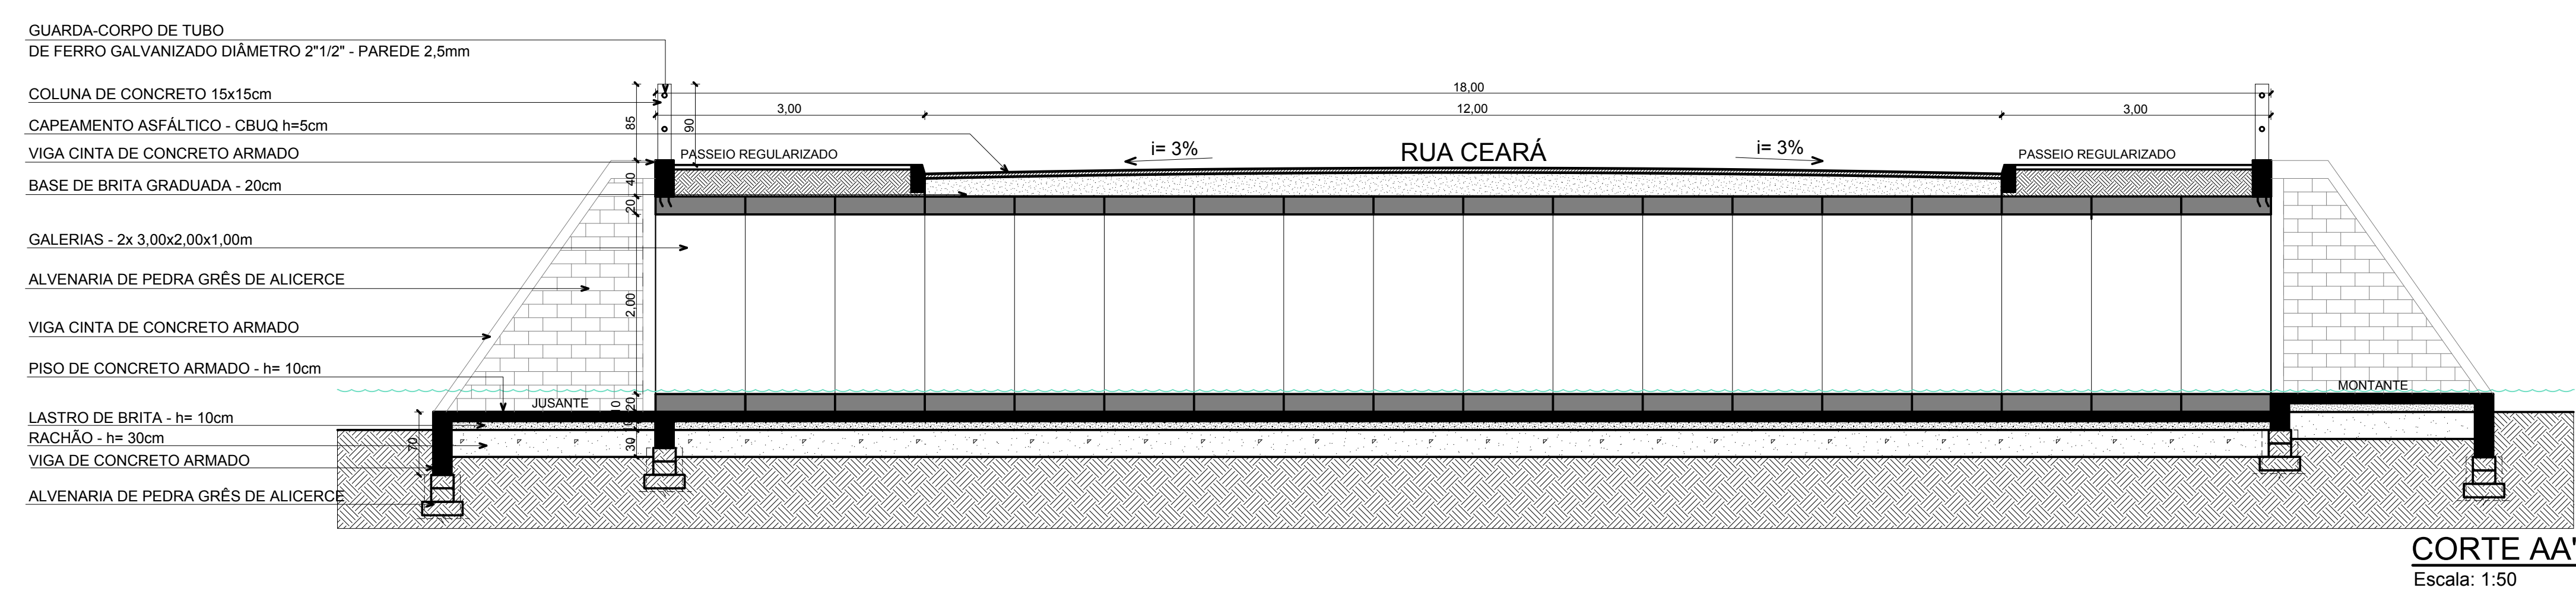 GUARDA-CORPO DE TUBO
DE FERRO GALVANIZADO DIÂMETRO 2"1/2" - PAREDE 2,5mm
COLUNA DE CONCRETO 15x15cm
CAPEAMENTO ASFÁLTICO - CBUQ h=5cm
VIGA CINTA DE CONCRETO ARMADO
BASE DE BRITA GRADUADA - 20cm
GALERIAS - 2x 3,00x2,00x1,00m
ALVENARIA DE PEDRA GRÊS DE ALICERCE
VIGA CINTA DE CONCRETO ARMADO
PISO DE CONCRETO ARMADO - h= 10cm
LASTRO DE BRITA - h= 10cm
RACHÃO - h= 30cm
VIGA DE CONCRETO ARMADO
ALVENARIA DE PEDRA GRÊS DE ALICERCE
18,00
3,00
12,00
3,00
85
90
40
20
2,00
20
10
10
30
70
PASSEIO REGULARIZADO
i= 3%
RUA CEARÁ
i= 3%
PASSEIO REGULARIZADO
JUSANTE
MONTANTE
CORTE AA'
Escala: 1:50